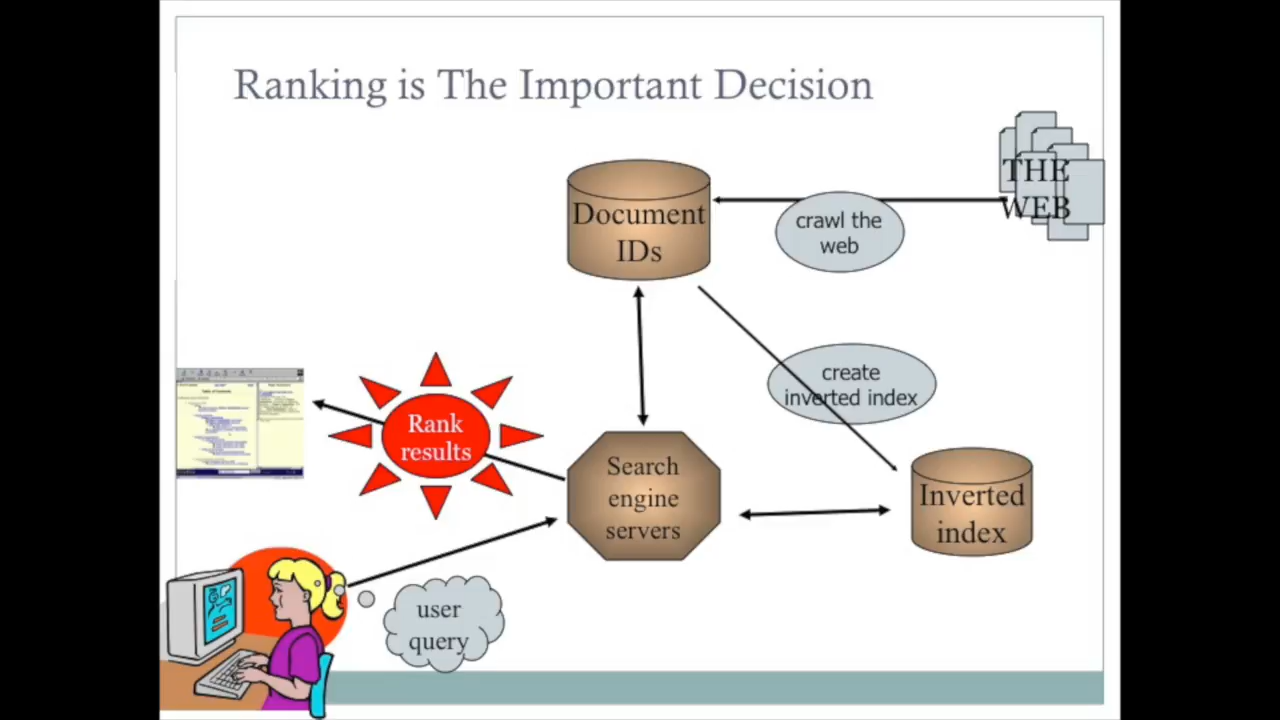 Ranking is The Important Decision
THE
WEB
Document
IDs
crawl the
web
create
inverted index
Rank
results
Search
engine
servers
Inverted
index
user
query